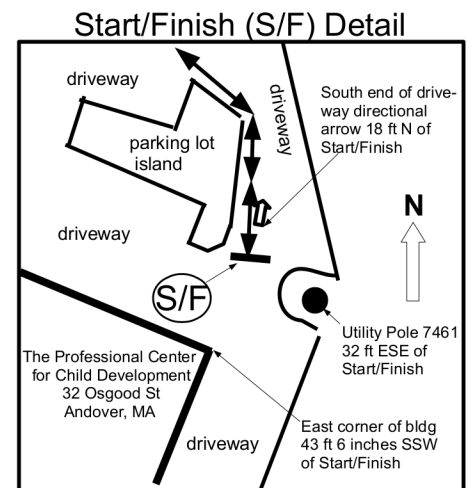 Start/Finish (S/F) Detail
driveway
driveway
South end of drive-
way directional
arrow 18 ft N of
Start/Finish
parking lot
island
N
driveway
S/F
Utility Pole 7461
32 ft ESE of
Start/Finish
The Professional Center
for Child Development
32 Osgood St
Andover, MA
East corner of bldg
43 ft 6 inches SSW
of Start/Finish
driveway